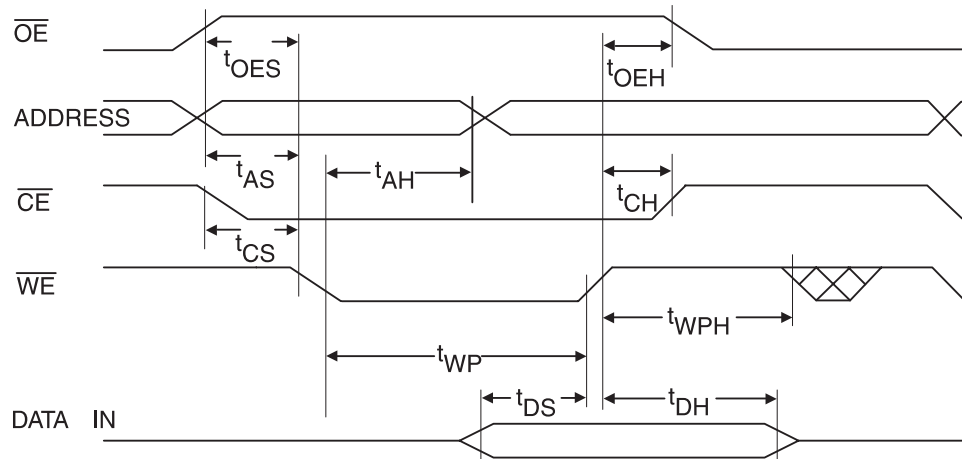 OE
tOES
tOEH
ADDRESS
tAS
tAH
tCH
CE
tCS
WE
tWPH
tWP
tDS
tDH
DATA IN